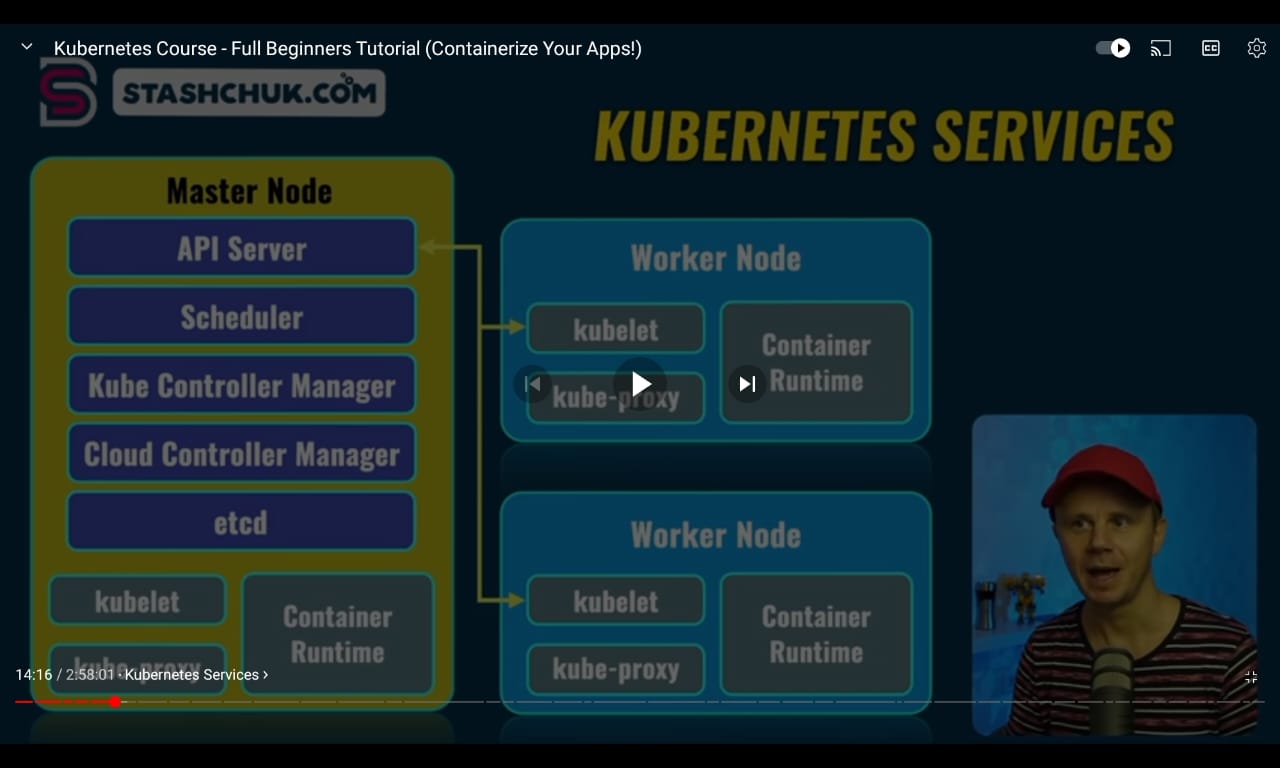 Kubernetes Course - Full Beginners Tutorial (Containerize Your Apps!)
CC
S
STASHCHUK.COM
KUBERNETES SERVICES
Master Node
API Server
Scheduler
Kube Controller Manager
Cloud Controller Manager
etcd
kubelet
Container
Runtime
kube-proxy
Worker Node
kubelet
Container
Runtime
kube-proxy
Worker Node
kubelet
Container
Runtime
kube-proxy
14:16 / 2:58:01 · Kubernetes Services ›